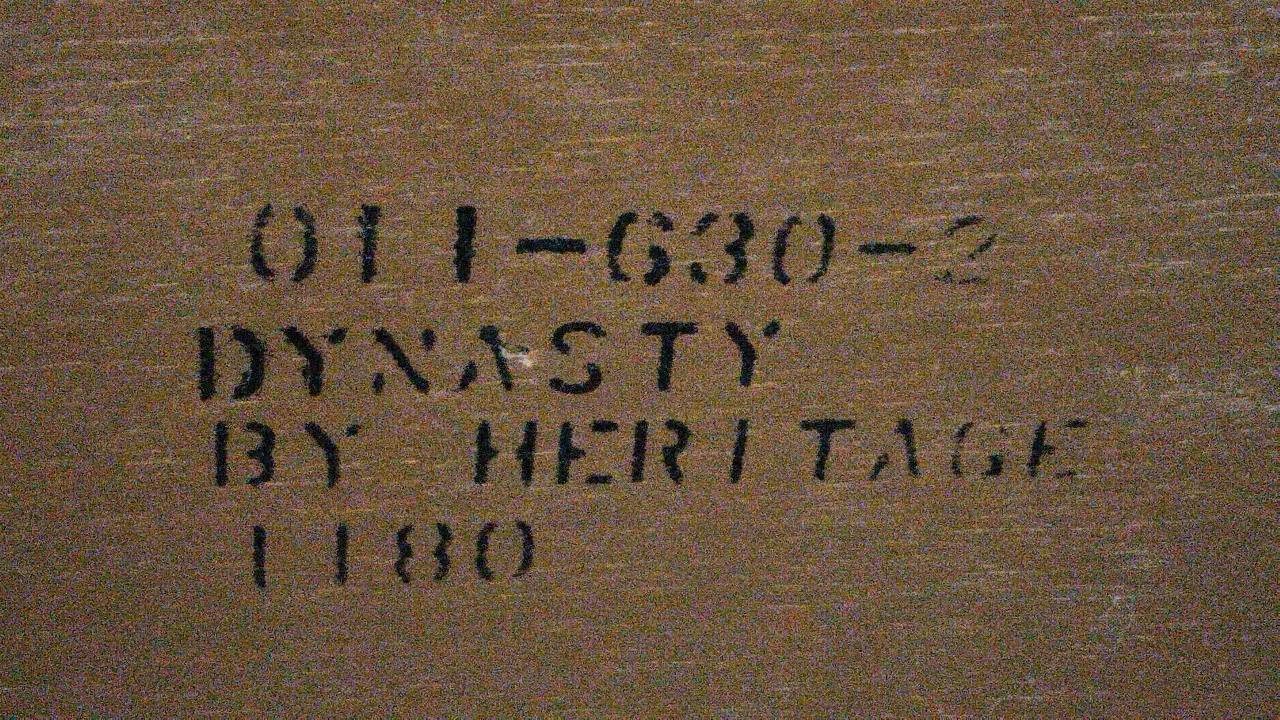 011-630-2
DYNASTY
BY HERITAGE
1180